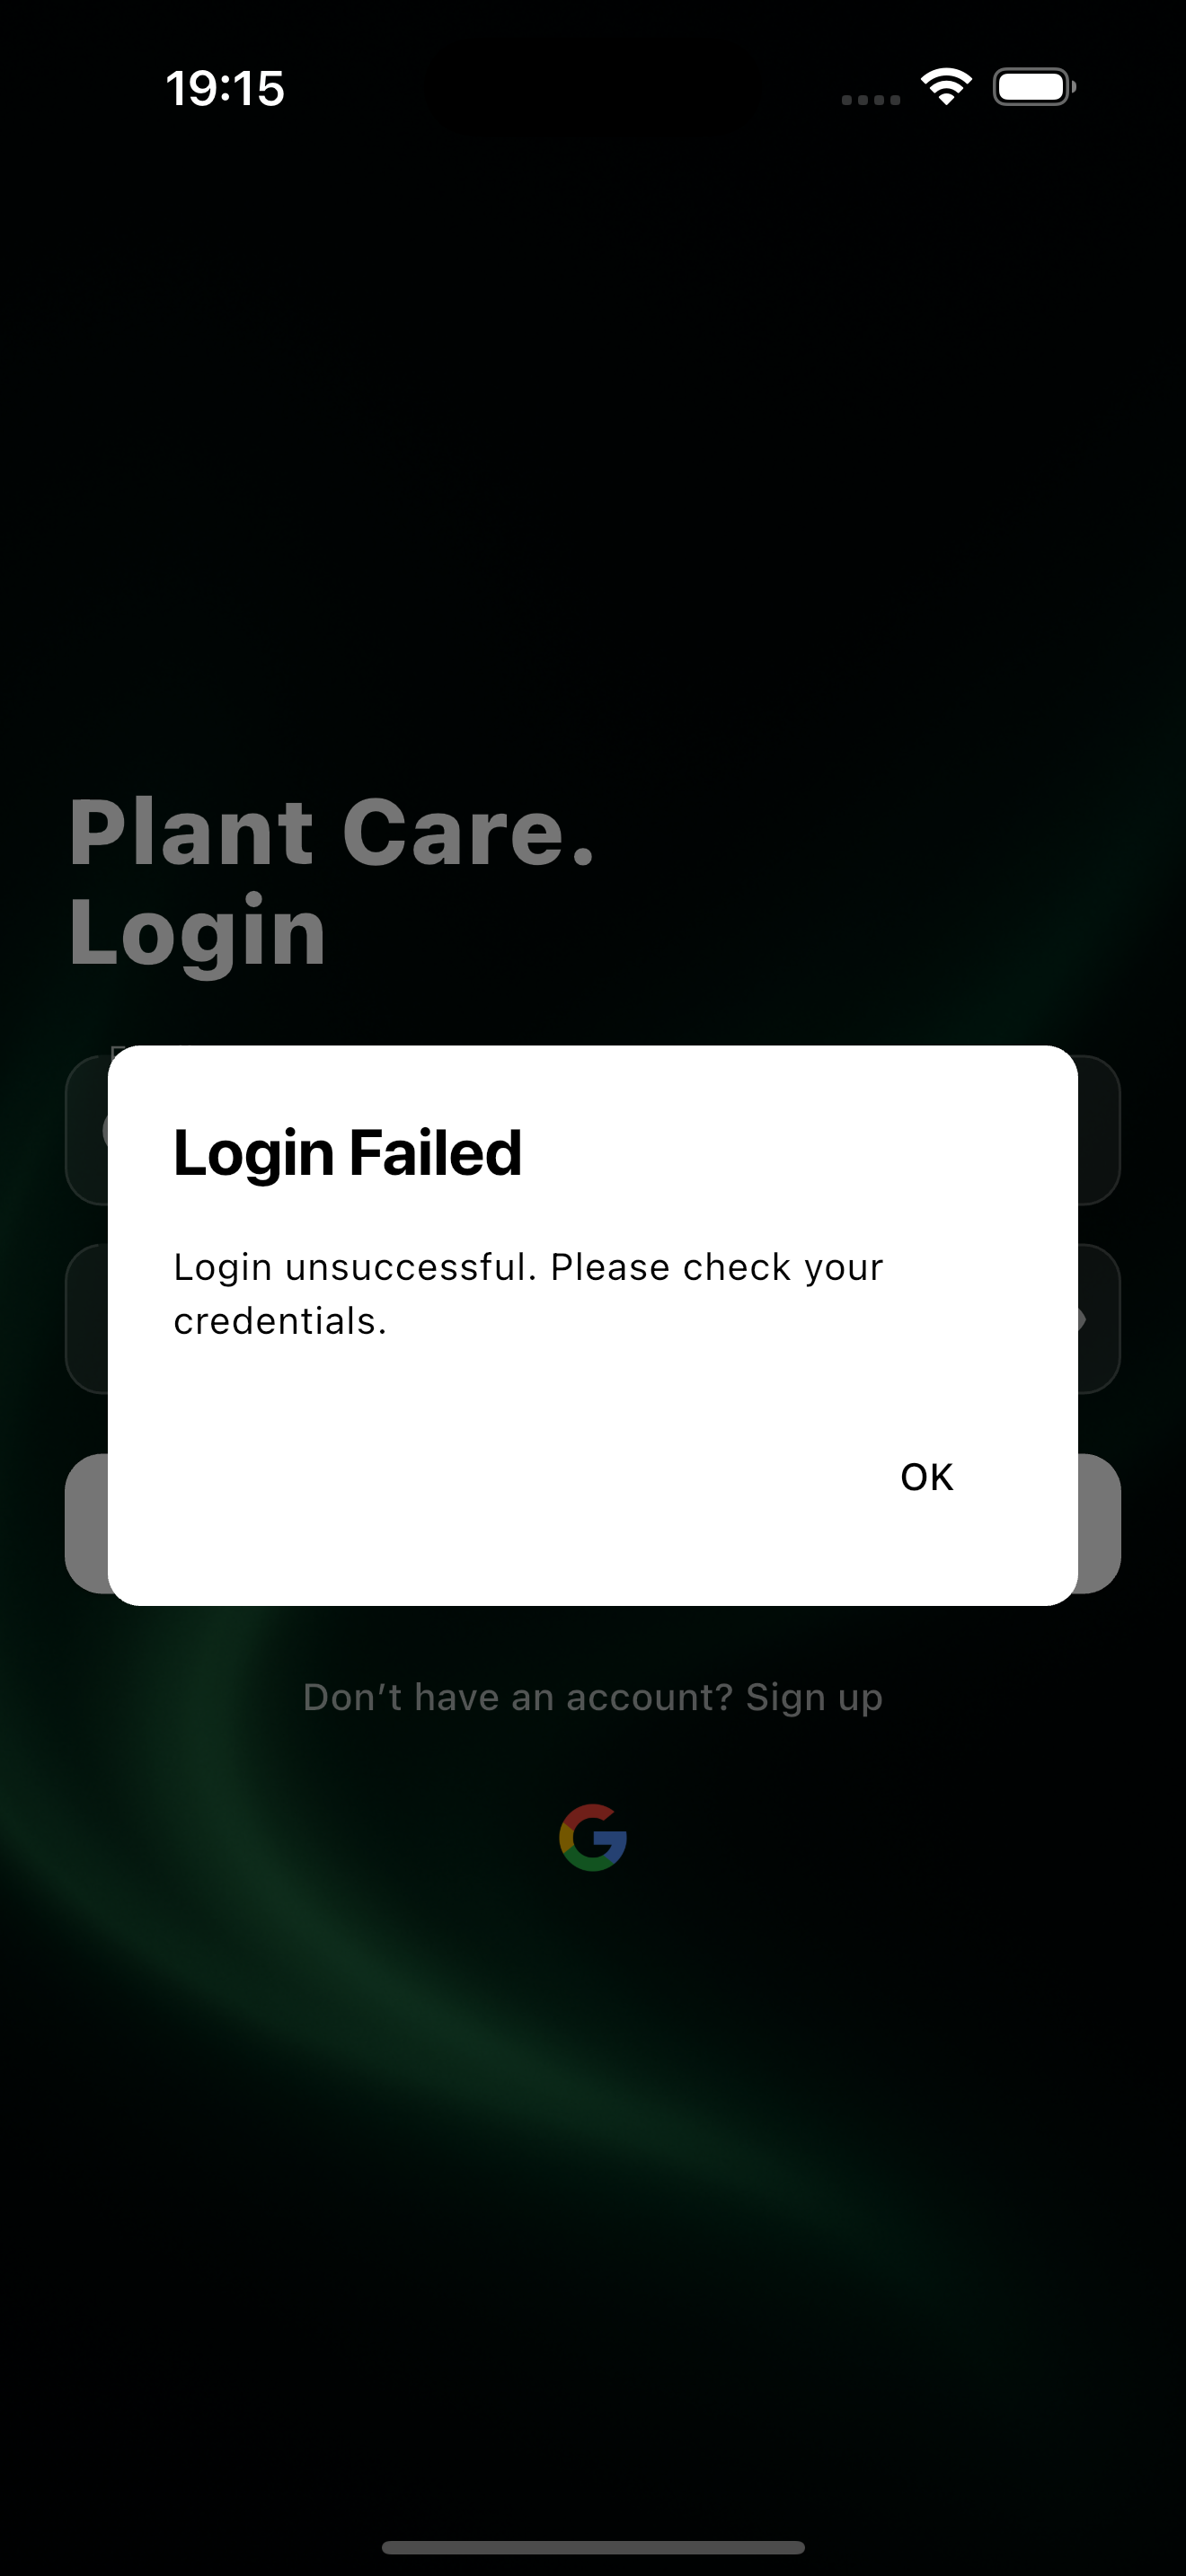 19:15
Plant Care.
Login
Login Failed
Login unsuccessful. Please check your
credentials.
OK
Don’t have an account? Sign up